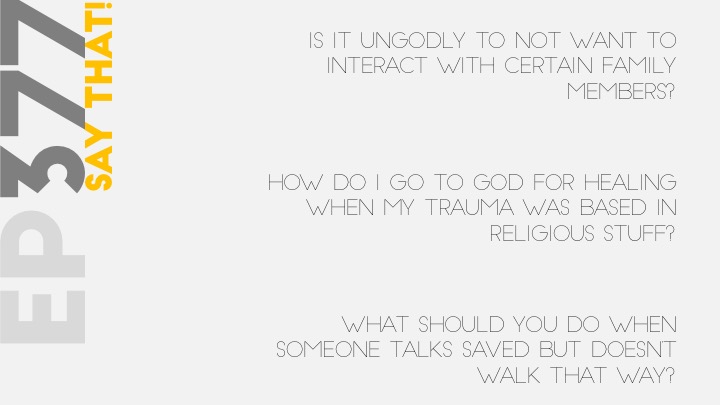 EP 377
SAY THAT!
IS IT UNGODLY TO NOT WANT TO
INTERACT WITH CERTAIN FAMILY
MEMBERS?
HOW DO I GO TO GOD FOR HEALING
WHEN MY TRAUMA WAS BASED IN
RELIGIOUS STUFF?
WHAT SHOULD YOU DO WHEN
SOMEONE TALKS SAVED BUT DOESNT
WALK THAT WAY?